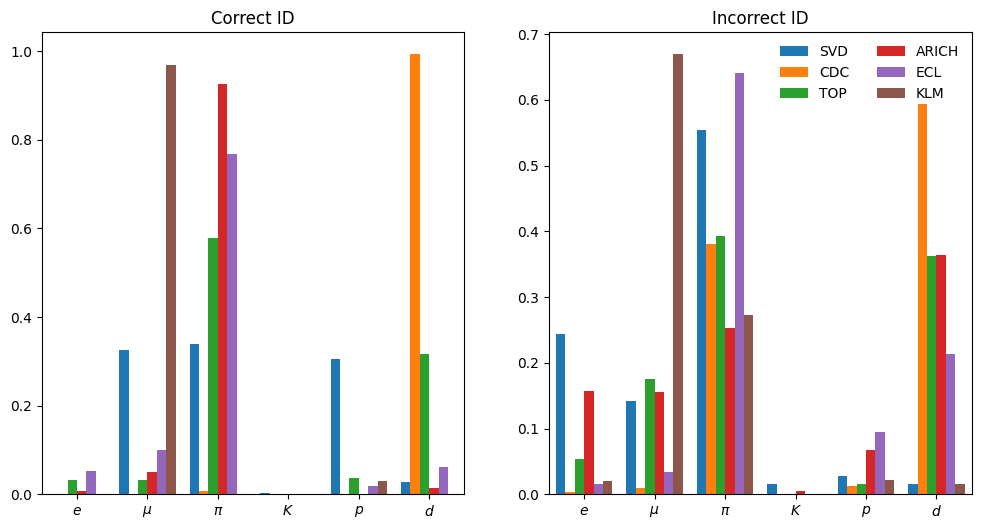 Correct ID
1.0
0.8
0.6
0.4
0.2
0.0
e μ π K p d
Incorrect ID
0.7
0.6
0.5
0.4
0.3
0.2
0.1
0.0
e μ π K p d
SVD
CDC
TOP
ARICH
ECL
KLM